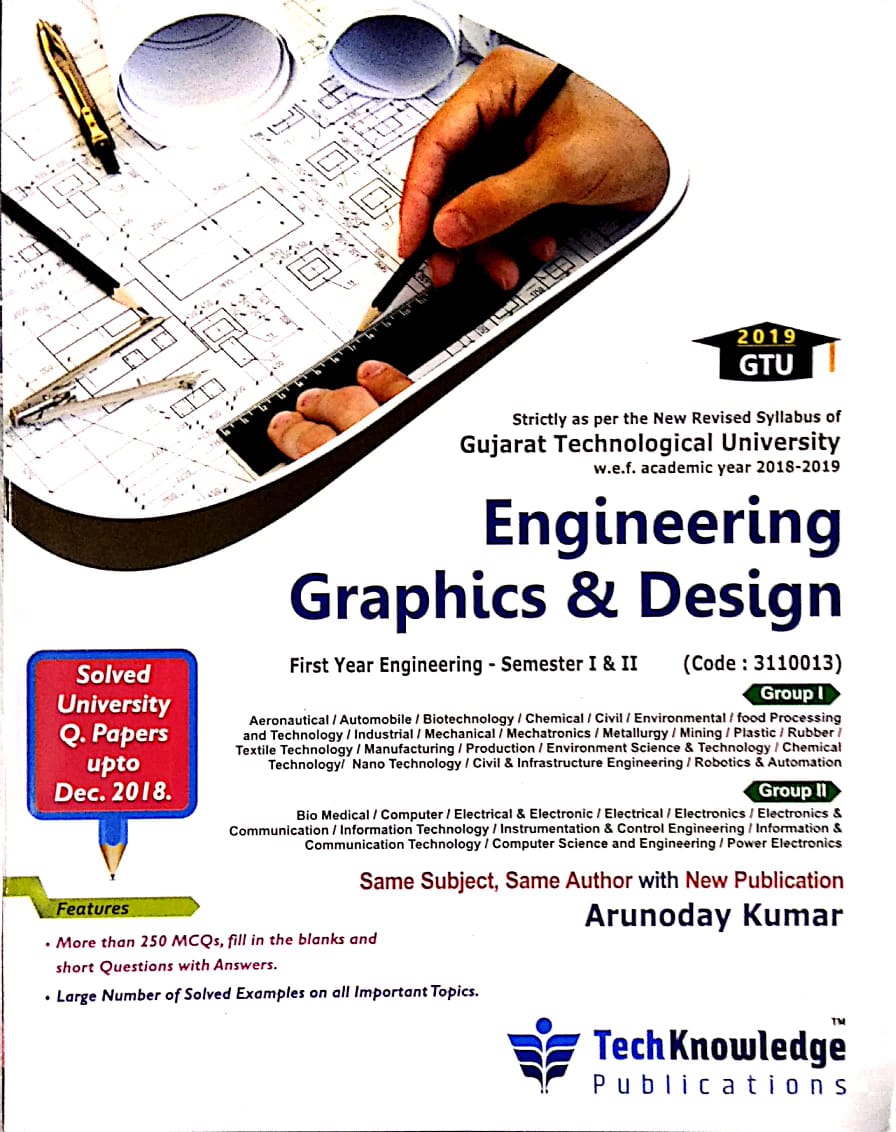 2019
GTU
Strictly as per the New Revised Syllabus of
Gujarat Technological University
w.e.f. academic year 2018-2019
Engineering
Graphics & Design
First Year Engineering - Semester I & II (Code : 3110013)
Group I
Aeronautical / Automobile / Biotechnology / Chemical / Civil / Environmental / food Processing
and Technology / Industrial / Mechanical / Mechatronics / Metallurgy / Mining / Plastic / Rubber /
Textile Technology / Manufacturing / Production / Environment Science & Technology / Chemical
Technology/ Nano Technology / Civil & Infrastructure Engineering / Robotics & Automation
Group II
Bio Medical / Computer / Electrical & Electronic / Electrical / Electronics / Electronics &
Communication / Information Technology / Instrumentation & Control Engineering / Information &
Communication Technology / Computer Science and Engineering / Power Electronics
Solved
University
Q. Papers
upto
Dec. 2018.
Same Subject, Same Author with New Publication
Arunoday Kumar
Features
• More than 250 MCQs, fill in the blanks and
short Questions with Answers.
• Large Number of Solved Examples on all Important Topics.
TechKnowledge™
Publications